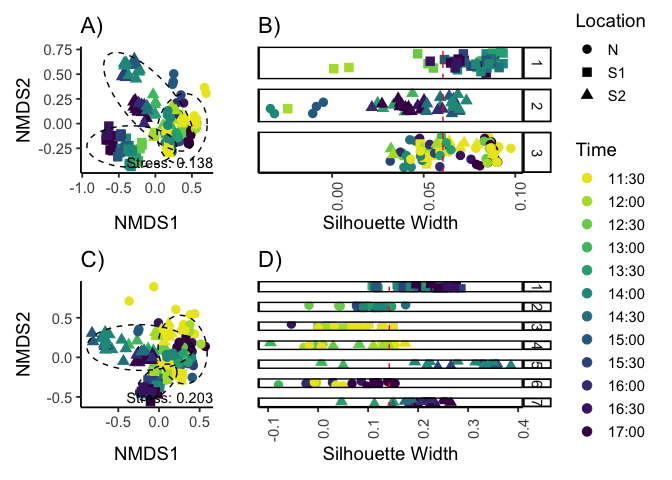 A)
B)
Location
N
S1
S2
0.75
0.50
0.25
0.00
-0.25
NMDS2
Stress: 0.138
-1.0 -0.5 0.0 0.5
NMDS1
1
2
3
0.00 0.05 0.10
Silhouette Width
Time
11:30
12:00
12:30
13:00
13:30
14:00
14:30
15:00
15:30
16:00
16:30
17:00
C)
D)
0.5
0.0
-0.5
NMDS2
Stress: 0.203
-0.5 0.0 0.5
NMDS1
1
2
3
4
5
6
7
-0.1 0.0 0.1 0.2 0.3 0.4
Silhouette Width